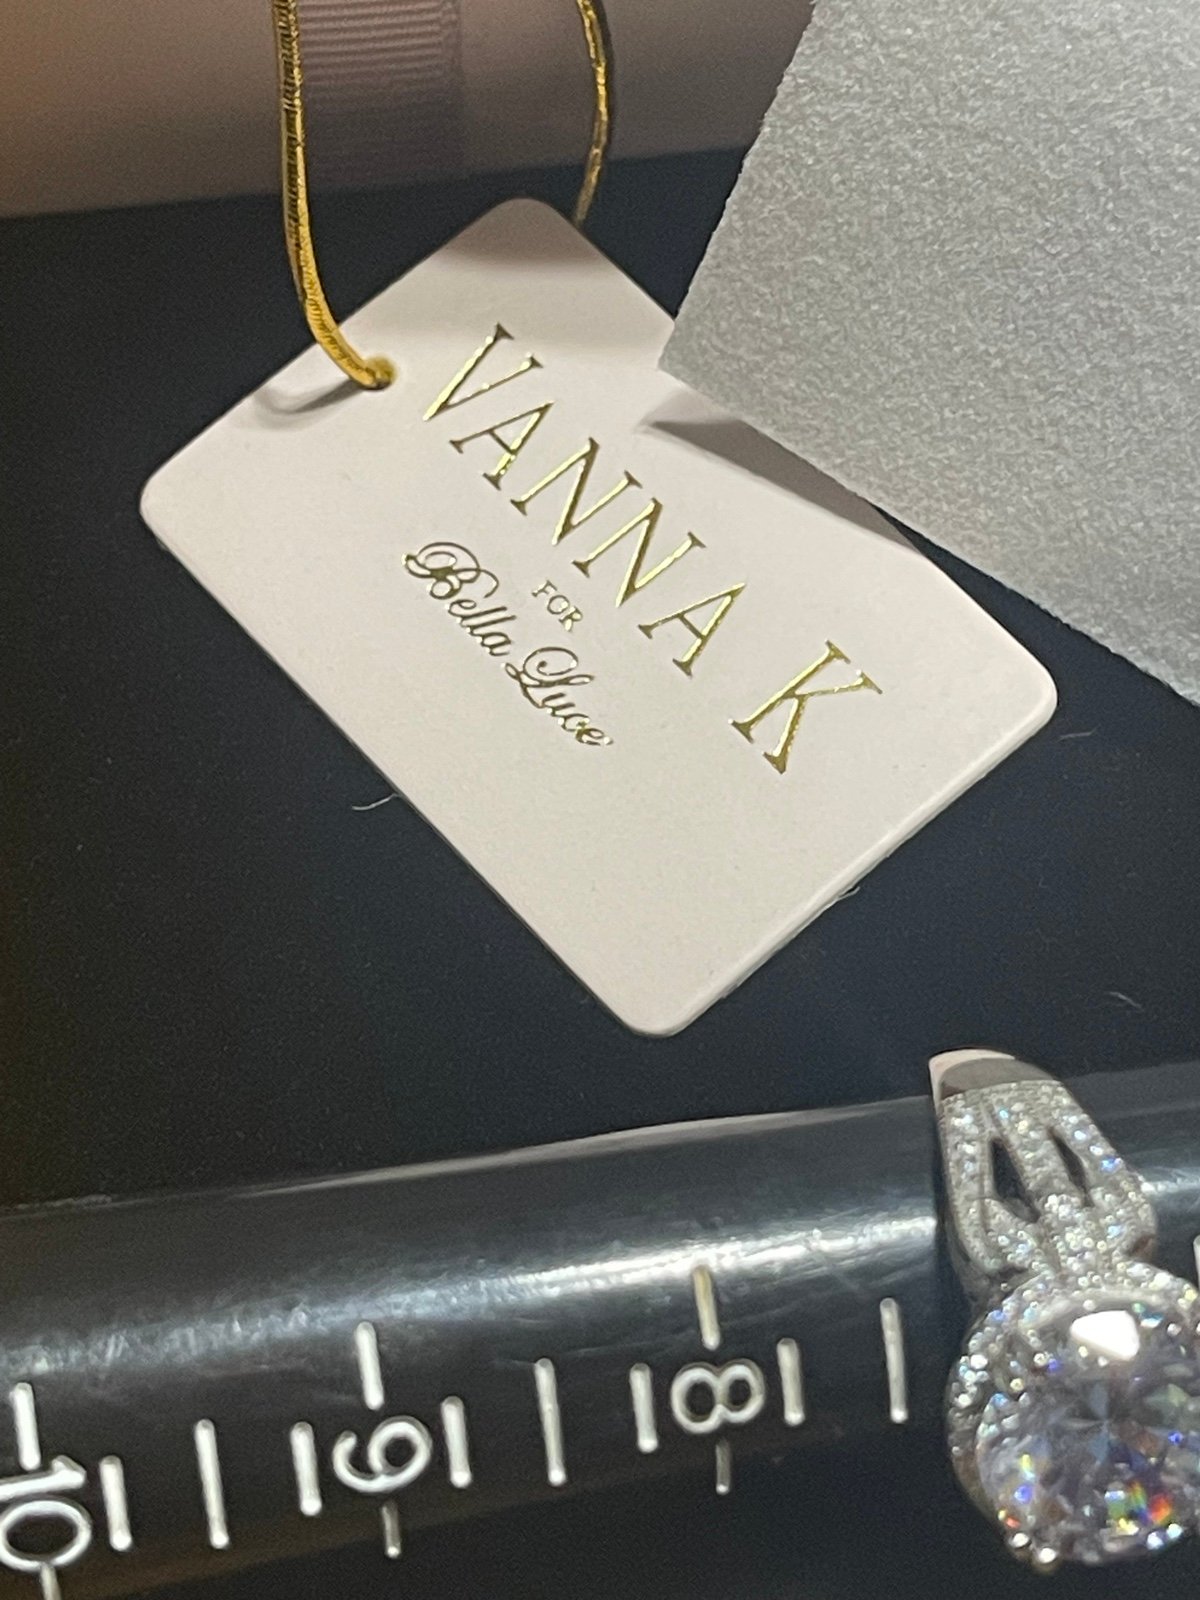 VANNA K
FOR
Bella Luce®
10 9 8